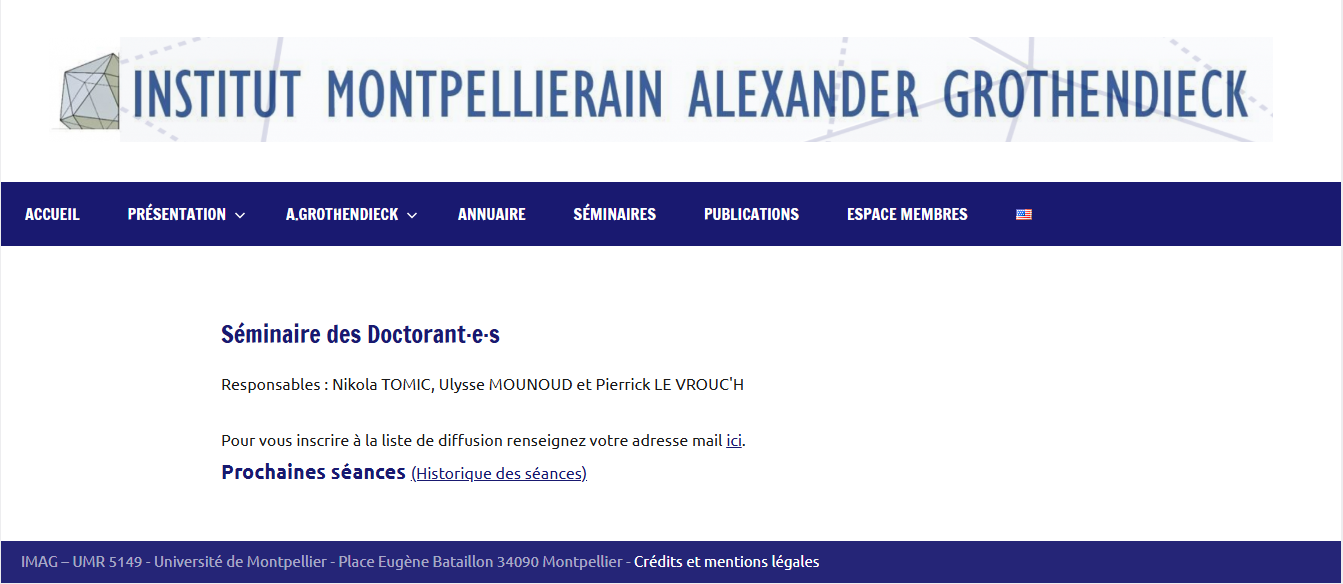 INSTITUT MONTPELLIERAIN ALEXANDER GROTHENDIECK
ACCUEIL PRÉSENTATION A.GROTHENDIECK ANNUAIRE SÉMINAIRES PUBLICATIONS ESPACE MEMBRES
Séminaire des Doctorant·e·s
Responsables : Nikola TOMIC, Ulysse MOUNOUD et Pierrick LE VROUC'H
Pour vous inscrire à la liste de diffusion renseignez votre adresse mail ici.
Prochaines séances (Historique des séances)
IMAG – UMR 5149 - Université de Montpellier - Place Eugène Bataillon 34090 Montpellier - Crédits et mentions légales